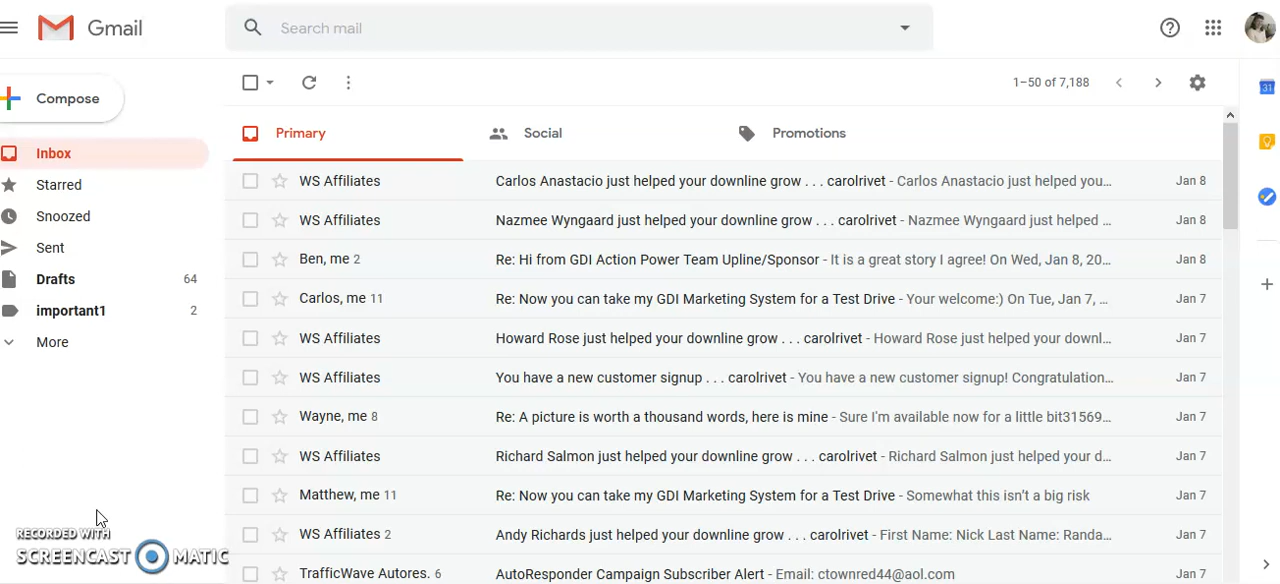 Gmail
Search mail
Compose
1–50 of 7,188
31
Primary
Social
Promotions
Inbox
Starred
Snoozed
Sent
Drafts 64
important1 2
More
WS Affiliates Carlos Anastacio just helped your downline grow . . . carolrivet - Carlos Anastacio just helped you… Jan 8
WS Affiliates Nazmee Wyngaard just helped your downline grow . . . carolrivet - Nazmee Wyngaard just helped … Jan 8
Ben, me 2 Re: Hi from GDI Action Power Team Upline/Sponsor - It is a great story I agree! On Wed, Jan 8, 20… Jan 8
Carlos, me 11 Re: Now you can take my GDI Marketing System for a Test Drive - Your welcome:) On Tue, Jan 7, … Jan 7
WS Affiliates Howard Rose just helped your downline grow . . . carolrivet - Howard Rose just helped your downl… Jan 7
WS Affiliates You have a new customer signup . . . carolrivet - You have a new customer signup! Congratulation… Jan 7
Wayne, me 8 Re: A picture is worth a thousand words, here is mine - Sure I'm available now for a little bit31569… Jan 7
WS Affiliates Richard Salmon just helped your downline grow . . . carolrivet - Richard Salmon just helped your d… Jan 7
Matthew, me 11 Re: Now you can take my GDI Marketing System for a Test Drive - Somewhat this isn't a big risk Jan 7
WS Affiliates 2 Andy Richards just helped your downline grow . . . carolrivet - First Name: Nick Last Name: Randa… Jan 7
TrafficWave Autores. 6 AutoResponder Campaign Subscriber Alert - Email: ctownred44@aol.com Jan 7
RECORDED WITH
SCREENCAST MATIC